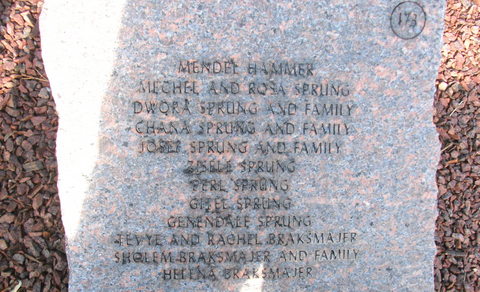 173
MENDEL HAMMER
MECHEL AND ROSA SPRUNG
DWORA SPRUNG AND FAMILY
CHANA SPRUNG AND FAMILY
JOSEF SPRUNG AND FAMILY
ZISELE SPRUNG
PERL SPRUNG
GITEL SPRUNG
GENENDALE SPRUNG
TEVYE AND RACHEL BRAKSMAJER
SHOLEM BRAKSMAJER AND FAMILY
HELENA BRAKSMAJER